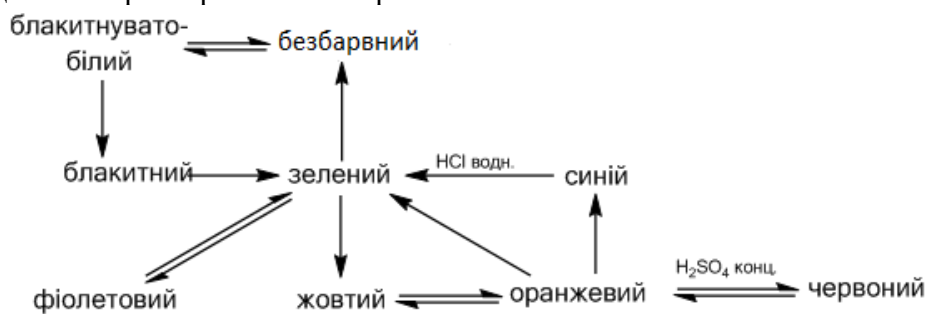 блакитнувато-
білий
безбарвний
блакитний
зелений
HCl водн.
синій
фіолетовий
жовтий
оранжевий
H₂SO₄ конц.
червоний